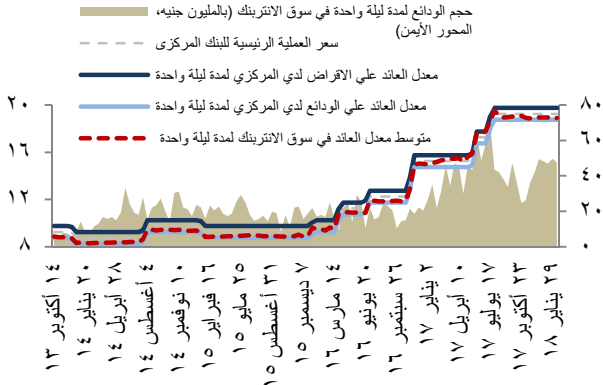 حجم الودائع لمدة ليلة واحدة في سوق الانتربنك (بالمليون جنيه،
المحور الأيمن)
سعر العملية الرئيسية للبنك المركزى
معدل العائد علي الاقراض لدي المركزي لمدة ليلة واحدة
معدل العائد علي الودائع لدي المركزي لمدة ليلة واحدة
متوسط معدل العائد في سوق الانتربنك لمدة ليلة واحدة
٢٠
١٦
١٢
٨
٨٠
٦٠
٤٠
٢٠
٠
١٤ أكتوبر ١٣
٢٠ يناير ١٤
٢٨ أبريل ١٤
٤ أغسطس ١٤
١٠ نوفمبر ١٤
١٦ فبراير ١٥
٢٥ مايو ١٥
٣١ أغسطس ١٥
٧ ديسمبر ١٥
١٤ مارس ١٦
٢٠ يونيو ١٦
٢٦ سبتمبر ١٦
٢ يناير ١٧
١٠ أبريل ١٧
١٧ يوليو ١٧
٢٣ أكتوبر ١٧
٢٩ يناير ١٨